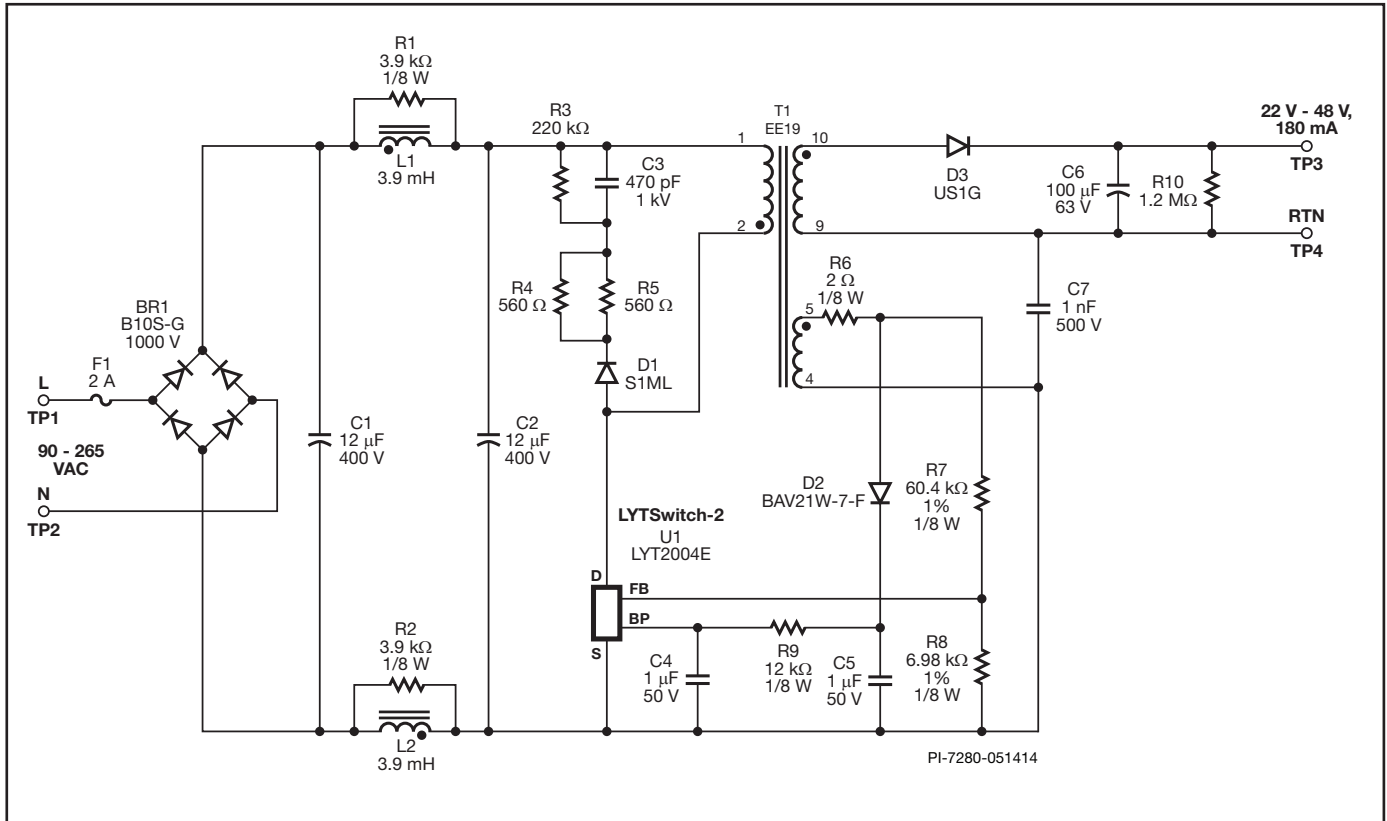 R1
3.9 kΩ
1/8 W
L1
3.9 mH
R3
220 kΩ
C3
470 pF
1 kV
T1
EE19
1
2
10
9
D3
US1G
C6
100 μF
63 V
R10
1.2 MΩ
22 V - 48 V,
180 mA
TP3
RTN
TP4
R4
560 Ω
R5
560 Ω
D1
S1ML
R6
2 Ω
1/8 W
5
4
C7
1 nF
500 V
BR1
B10S-G
1000 V
F1
2 A
L
TP1
90 - 265
VAC
N
TP2
C1
12 μF
400 V
C2
12 μF
400 V
D2
BAV21W-7-F
R7
60.4 kΩ
1%
1/8 W
LYTSwitch-2
U1
LYT2004E
D
FB
BP
S
R2
3.9 kΩ
1/8 W
L2
3.9 mH
C4
1 μF
50 V
R9
12 kΩ
1/8 W
C5
1 μF
50 V
R8
6.98 kΩ
1%
1/8 W
PI-7280-051414